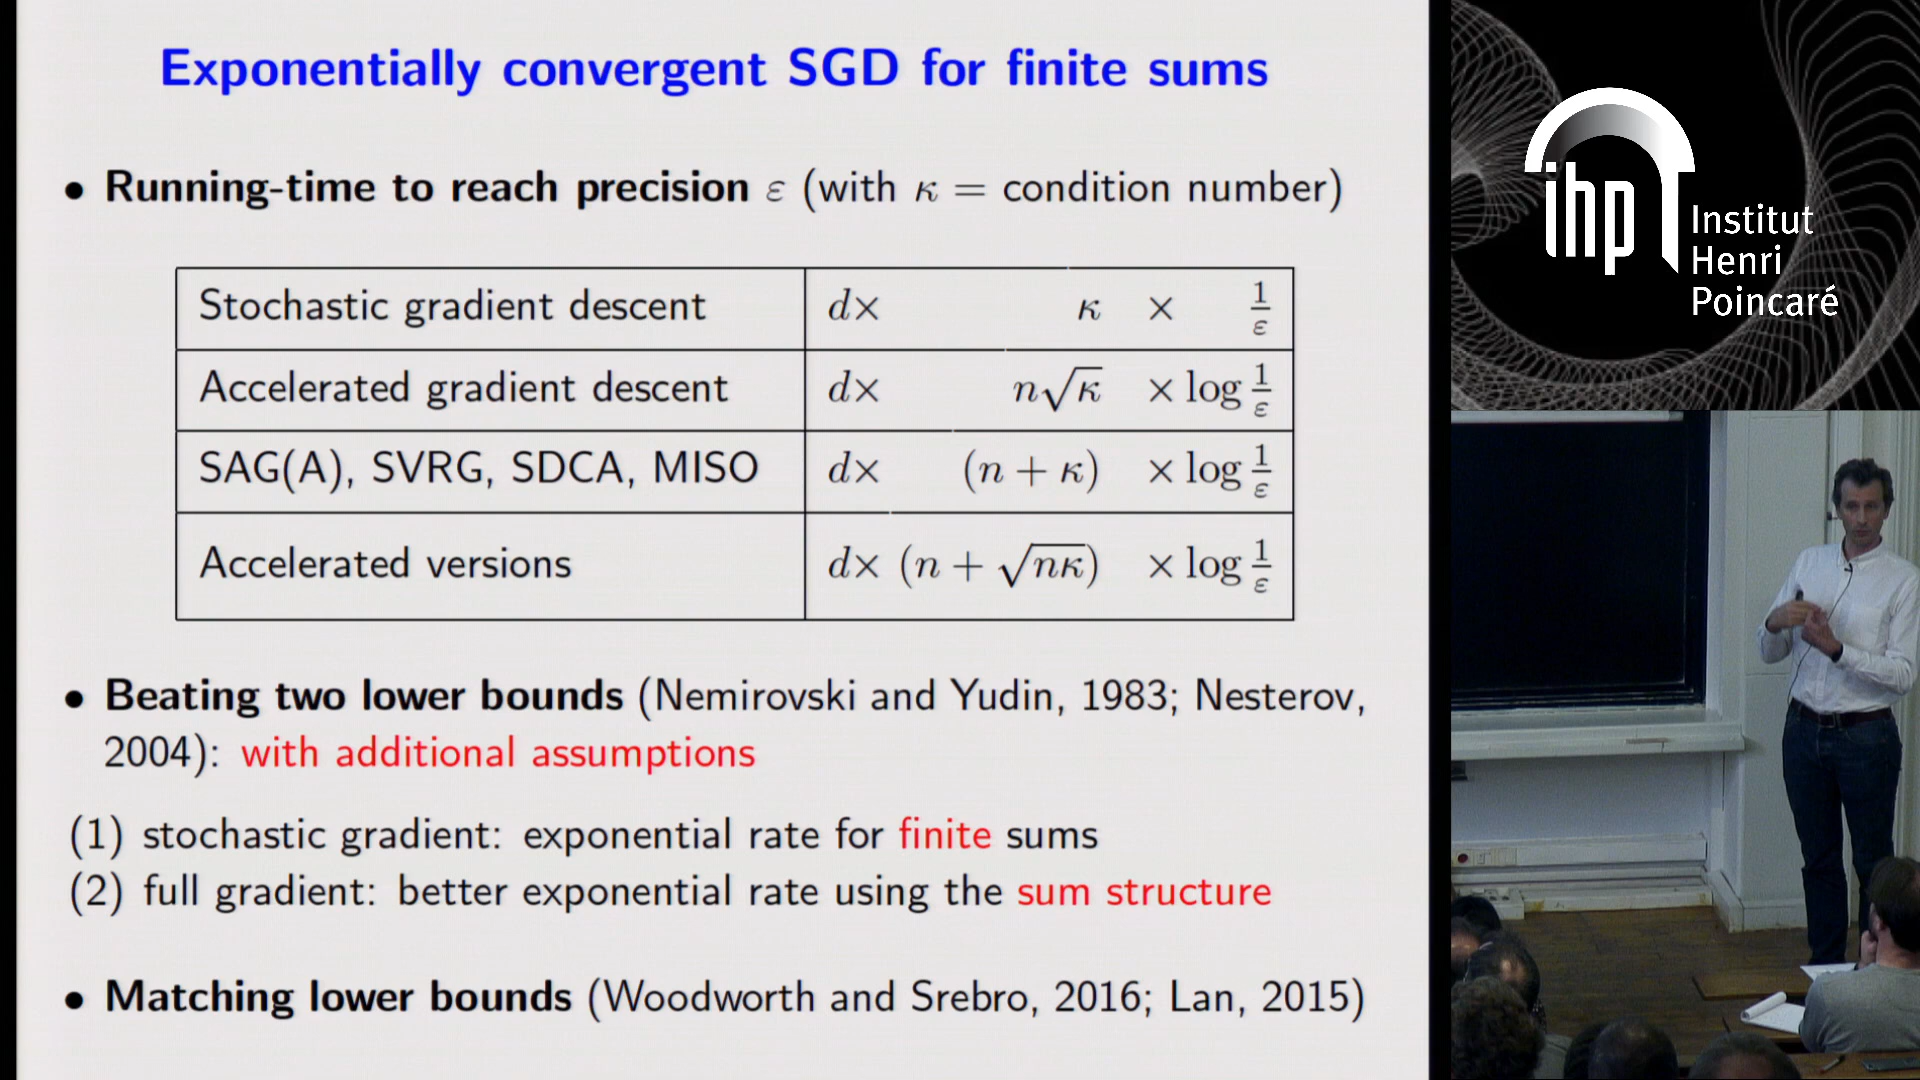 Exponentially convergent SGD for finite sums
• Running-time to reach precision ε (with κ = condition number)
Stochastic gradient descent d× κ × 1/ε
Accelerated gradient descent d× n√κ × log 1/ε
SAG(A), SVRG, SDCA, MISO d× (n + κ) × log 1/ε
Accelerated versions d× (n + √nκ) × log 1/ε
• Beating two lower bounds (Nemirovski and Yudin, 1983; Nesterov,
2004): with additional assumptions
(1) stochastic gradient: exponential rate for finite sums
(2) full gradient: better exponential rate using the sum structure
• Matching lower bounds (Woodworth and Srebro, 2016; Lan, 2015)
ihp
Institut
Henri
Poincaré